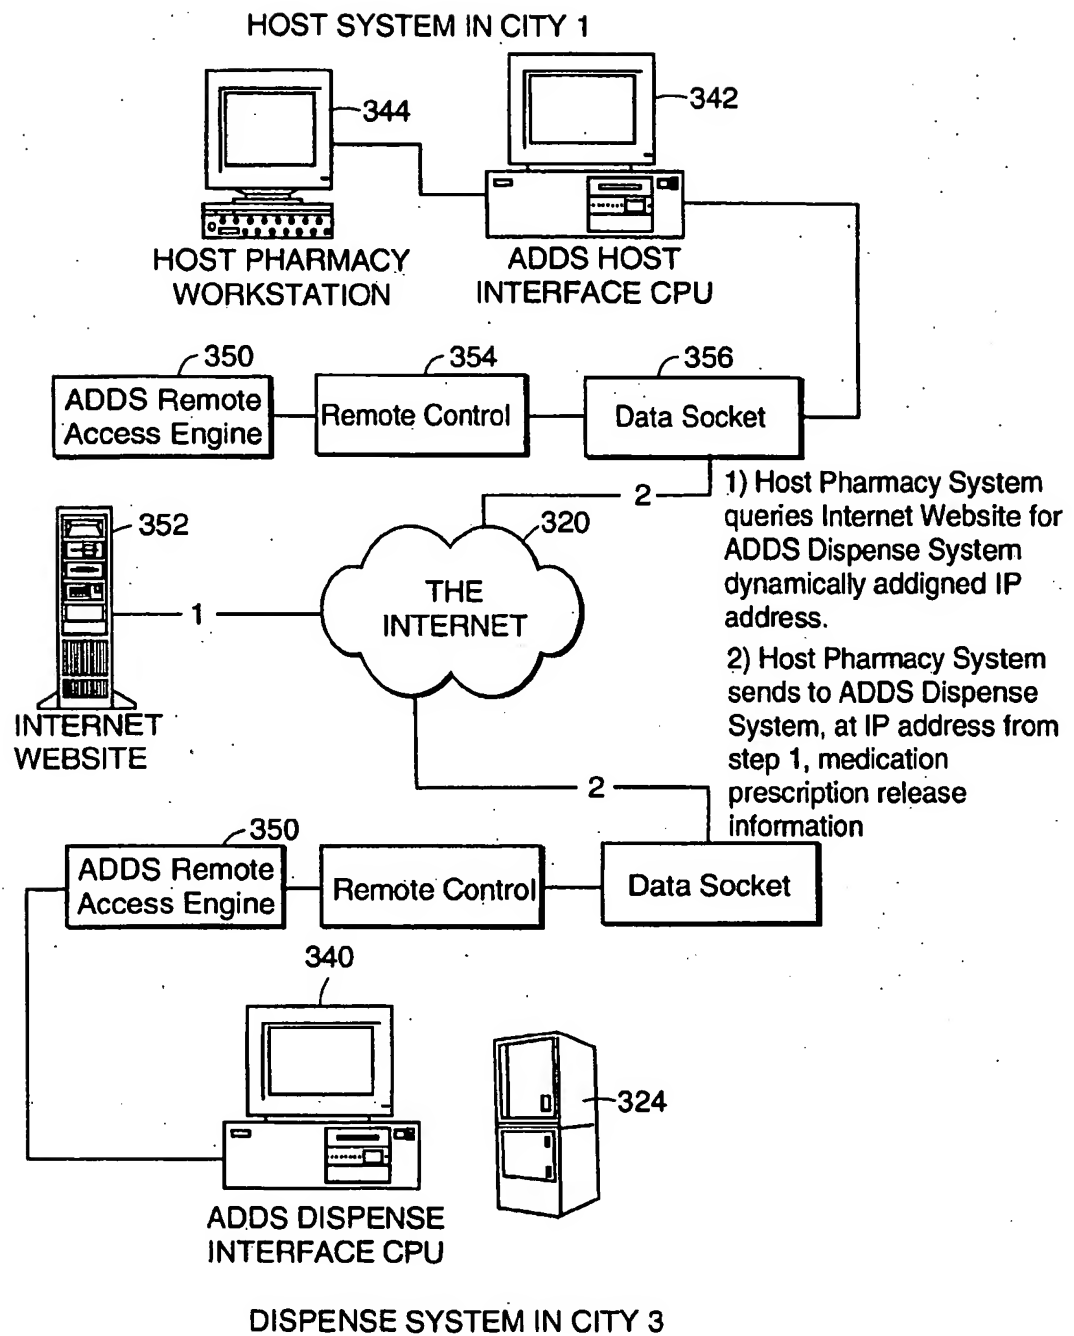 HOST SYSTEM IN CITY 1
344
342
HOST PHARMACY
WORKSTATION
ADDS HOST
INTERFACE CPU
350
354
356
ADDS Remote
Access Engine
Remote Control
Data Socket
2
1) Host Pharmacy System
queries Internet Website for
ADDS Dispense System
dynamically addigned IP
address.
352
320
THE
INTERNET
1
2) Host Pharmacy System
sends to ADDS Dispense
System, at IP address from
step 1, medication
prescription release
information
INTERNET
WEBSITE
2
350
ADDS Remote
Access Engine
Remote Control
Data Socket
340
324
ADDS DISPENSE
INTERFACE CPU
DISPENSE SYSTEM IN CITY 3